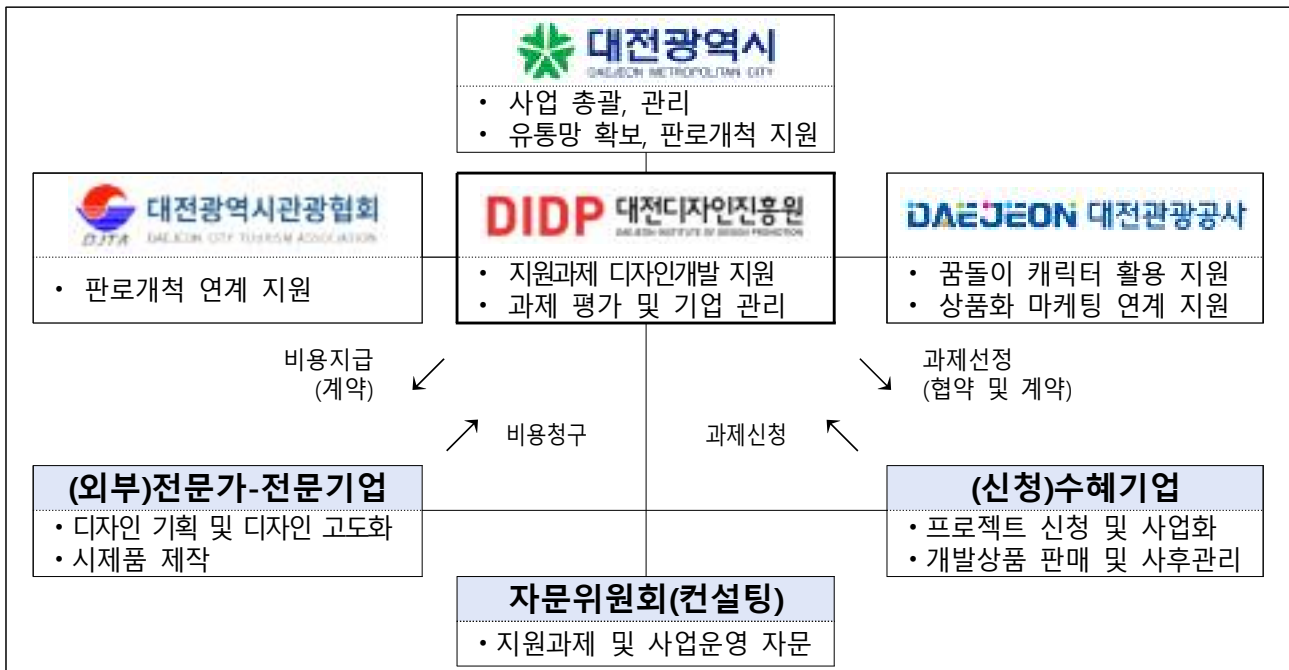 대전광역시
DAEJEON METROPOLITAN CITY
• 사업 총괄, 관리
• 유통망 확보, 판로개척 지원
대전광역시관광협회
DJTA DAEJEON CITY TOURISM ASSOCIATION
• 판로개척 연계 지원
DIDP 대전디자인진흥원
DAEJEON INSTITUTE OF DESIGN PROMOTION
• 지원과제 디자인개발 지원
• 과제 평가 및 기업 관리
DAEJEON 대전관광공사
• 꿈돌이 캐릭터 활용 지원
• 상품화 마케팅 연계 지원
비용지급
(계약)
과제선정
(협약 및 계약)
비용청구
과제신청
(외부)전문가-전문기업
• 디자인 기획 및 디자인 고도화
• 시제품 제작
(신청)수혜기업
• 프로젝트 신청 및 사업화
• 개발상품 판매 및 사후관리
자문위원회(컨설팅)
• 지원과제 및 사업운영 자문